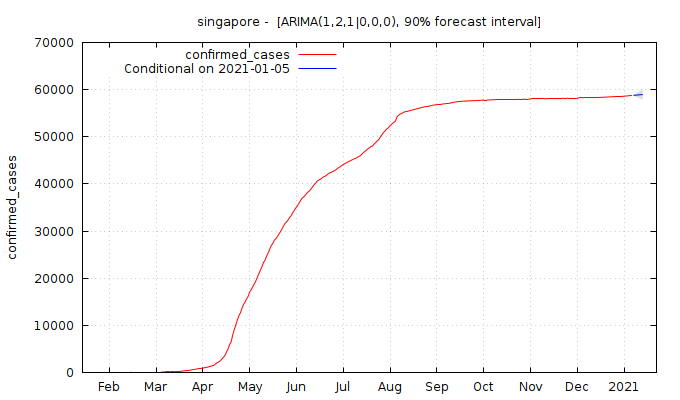 singapore -  [ARIMA(1,2,1|0,0,0), 90% forecast interval]
70000
60000
50000
40000
30000
20000
10000
0
confirmed_cases
confirmed_cases
Conditional on 2021-01-05
Feb Mar Apr May Jun Jul Aug Sep Oct Nov Dec 2021